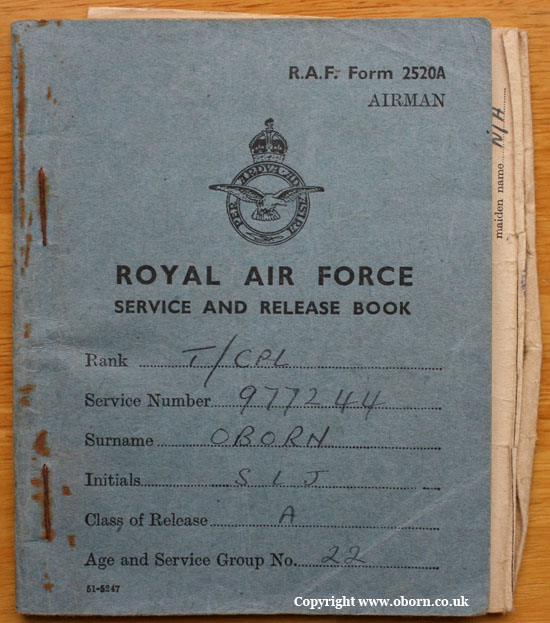 R.A.F. Form 2520A
AIRMAN
PER ARDVA AD ASTRA
ROYAL AIR FORCE
SERVICE AND RELEASE BOOK
Rank T/CPL
Service Number 977244
Surname OBORN
Initials S L J
Class of Release A
Age and Service Group No. 22
51-5247
maiden name N/A
Copyright www.oborn.co.uk